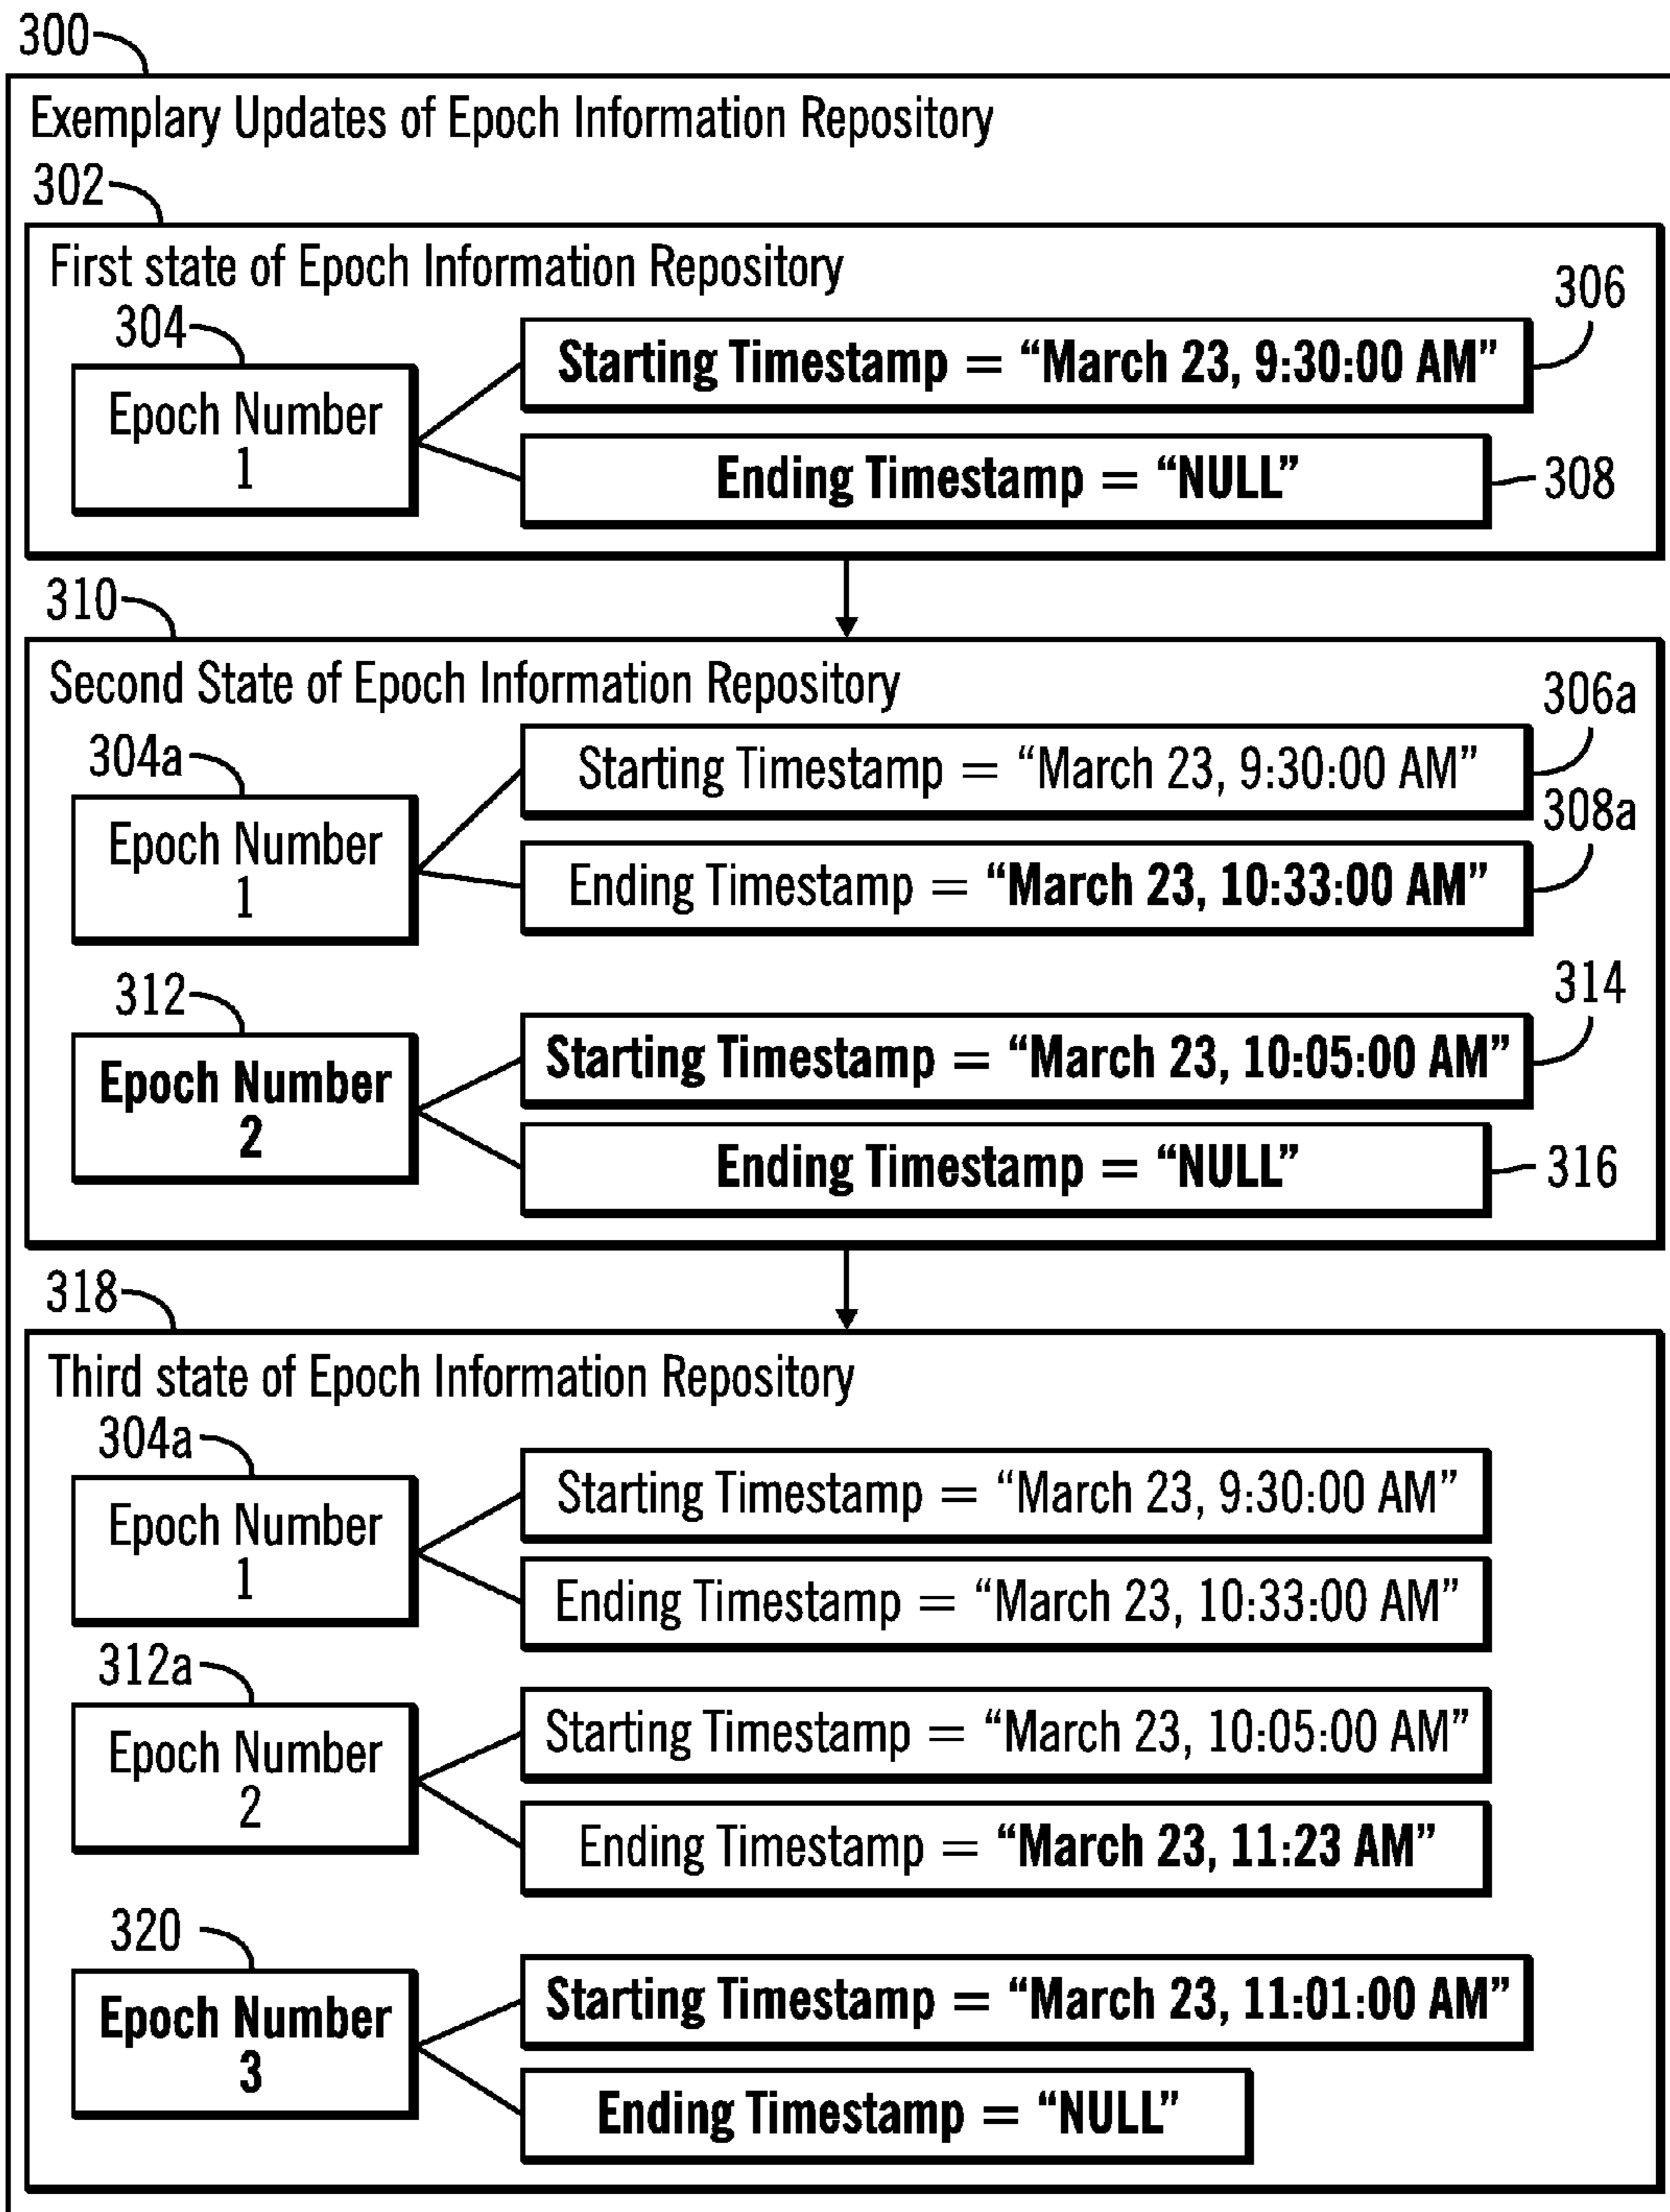 300
Exemplary Updates of Epoch Information Repository
302
First state of Epoch Information Repository
304
306
Epoch Number
1
Starting Timestamp = “March 23, 9:30:00 AM”
Ending Timestamp = “NULL”
308
310
Second State of Epoch Information Repository
304a
306a
Epoch Number
1
Starting Timestamp = “March 23, 9:30:00 AM”
308a
Ending Timestamp = “March 23, 10:33:00 AM”
312
314
Epoch Number
2
Starting Timestamp = “March 23, 10:05:00 AM”
Ending Timestamp = “NULL”
316
318
Third state of Epoch Information Repository
304a
Epoch Number
1
Starting Timestamp = “March 23, 9:30:00 AM”
Ending Timestamp = “March 23, 10:33:00 AM”
312a
Epoch Number
2
Starting Timestamp = “March 23, 10:05:00 AM”
Ending Timestamp = “March 23, 11:23 AM”
320
Epoch Number
3
Starting Timestamp = “March 23, 11:01:00 AM”
Ending Timestamp = “NULL”